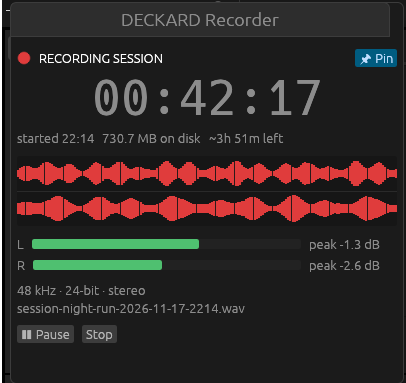 DECKARD Recorder
RECORDING SESSION
Pin
00:42:17
started 22:14 730.7 MB on disk ~3h 51m left
L peak -1.3 dB
R peak -2.6 dB
48 kHz · 24-bit · stereo
session-night-run-2026-11-17-2214.wav
Pause Stop